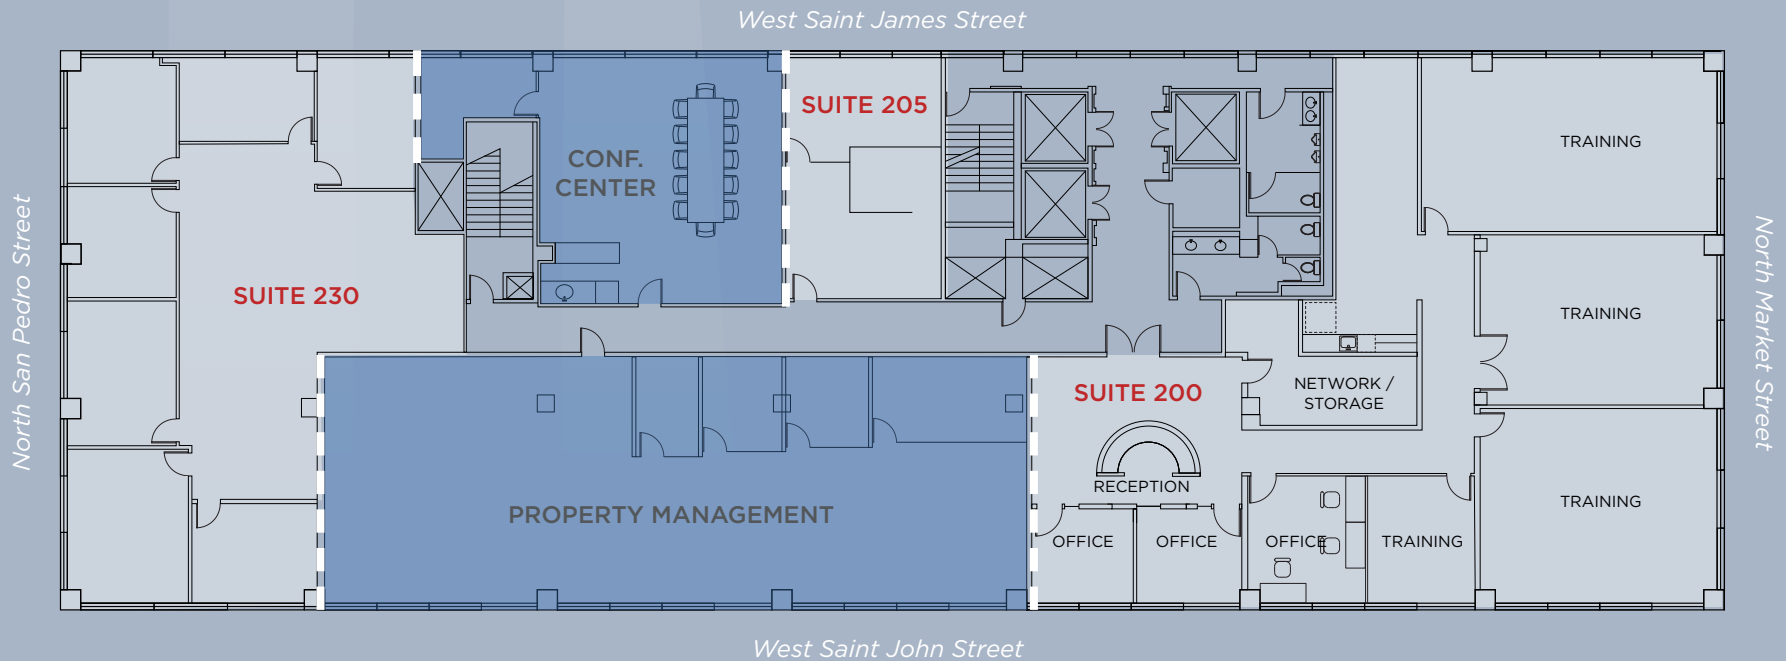 West Saint James Street
SUITE 205
CONF.
CENTER
TRAINING
North San Pedro Street
North Market Street
SUITE 230
TRAINING
SUITE 200
NETWORK /
STORAGE
RECEPTION
PROPERTY MANAGEMENT
TRAINING
OFFICE
OFFICE
OFFICE
TRAINING
West Saint John Street